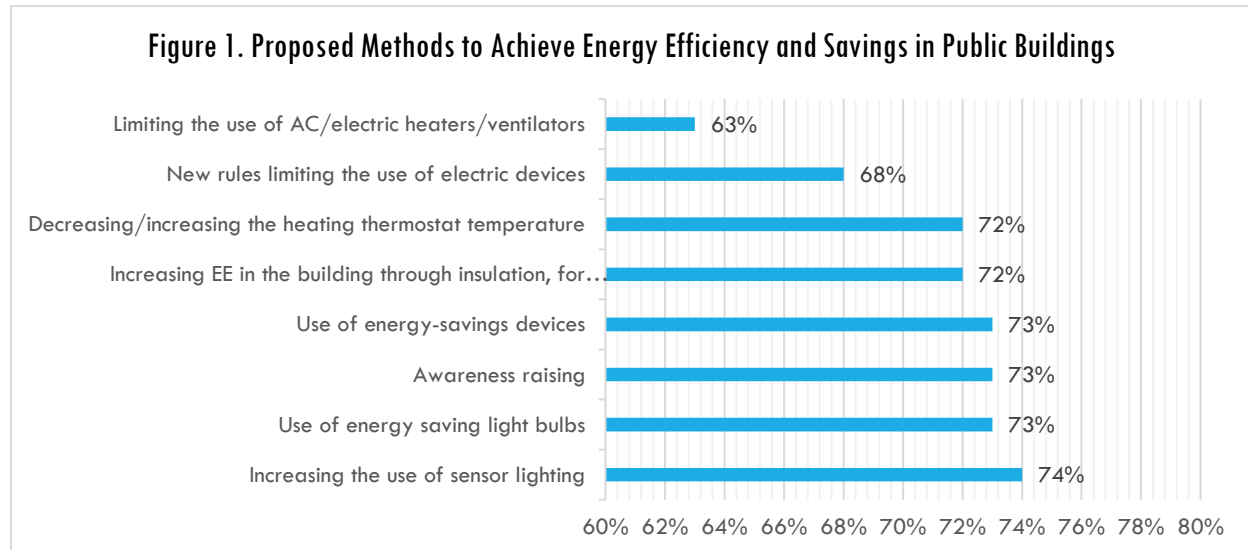 Figure 1. Proposed Methods to Achieve Energy Efficiency and Savings in Public Buildings
Limiting the use of AC/electric heaters/ventilators 63%
New rules limiting the use of electric devices 68%
Decreasing/increasing the heating thermostat temperature 72%
Increasing EE in the building through insulation, for… 72%
Use of energy-savings devices 73%
Awareness raising 73%
Use of energy saving light bulbs 73%
Increasing the use of sensor lighting 74%
60% 62% 64% 66% 68% 70% 72% 74% 76% 78% 80%